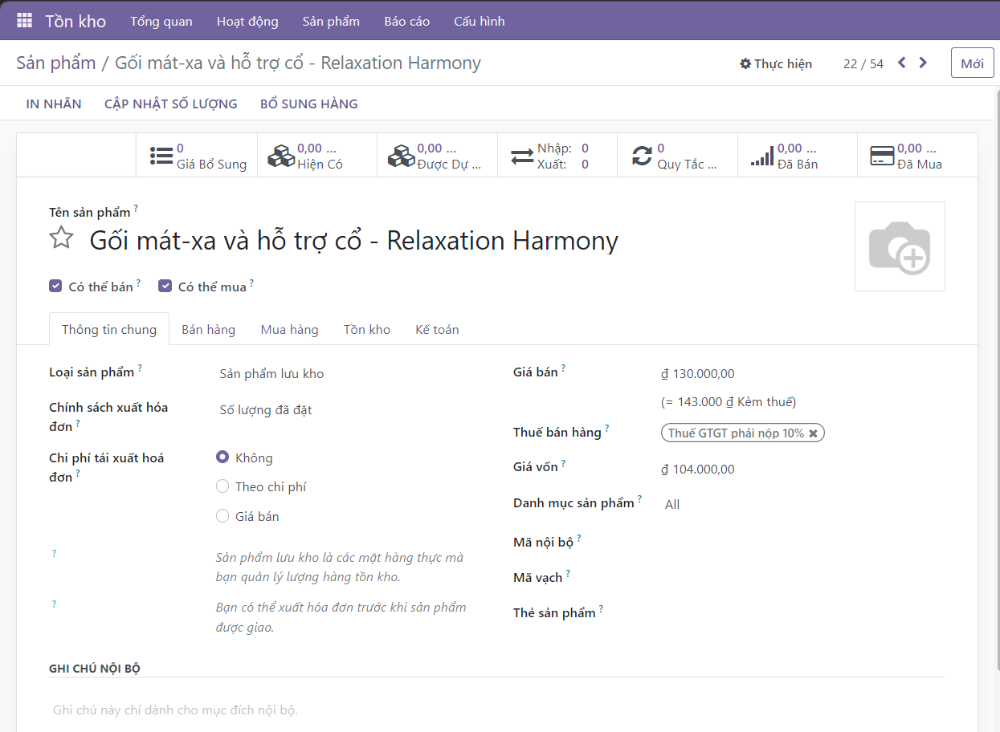 Tồn kho Tổng quan Hoạt động Sản phẩm Báo cáo Cấu hình
Sản phẩm / Gối mát-xa và hỗ trợ cổ - Relaxation Harmony Thực hiện 22 / 54 Mới
IN NHÃN CẬP NHẬT SỐ LƯỢNG BỔ SUNG HÀNG
0 0,00 ... 0,00 ... Nhập: 0 0 0,00 ... 0,00 ...
Giá Bổ Sung Hiện Có Được Dự ... Xuất: 0 Quy Tắc ... Đã Bán Đã Mua
Tên sản phẩm ?
Gối mát-xa và hỗ trợ cổ - Relaxation Harmony
Có thể bán ? Có thể mua ?
Thông tin chung Bán hàng Mua hàng Tồn kho Kế toán
Loại sản phẩm ? Sản phẩm lưu kho
Chính sách xuất hóa
đơn ? Số lượng đã đặt
Chi phí tái xuất hoá
đơn ? Không
Theo chi phí
Giá bán
? Sản phẩm lưu kho là các mặt hàng thực mà
bạn quản lý lượng hàng tồn kho.
? Bạn có thể xuất hóa đơn trước khi sản phẩm
được giao.
Giá bán ? ₫ 130.000,00
(= 143.000 ₫ Kèm thuế)
Thuế bán hàng ? Thuế GTGT phải nộp 10% ✖
Giá vốn ? ₫ 104.000,00
Danh mục sản phẩm ? All
Mã nội bộ ?
Mã vạch ?
Thẻ sản phẩm ?
GHI CHÚ NỘI BỘ
Ghi chú này chỉ dành cho mục đích nội bộ.